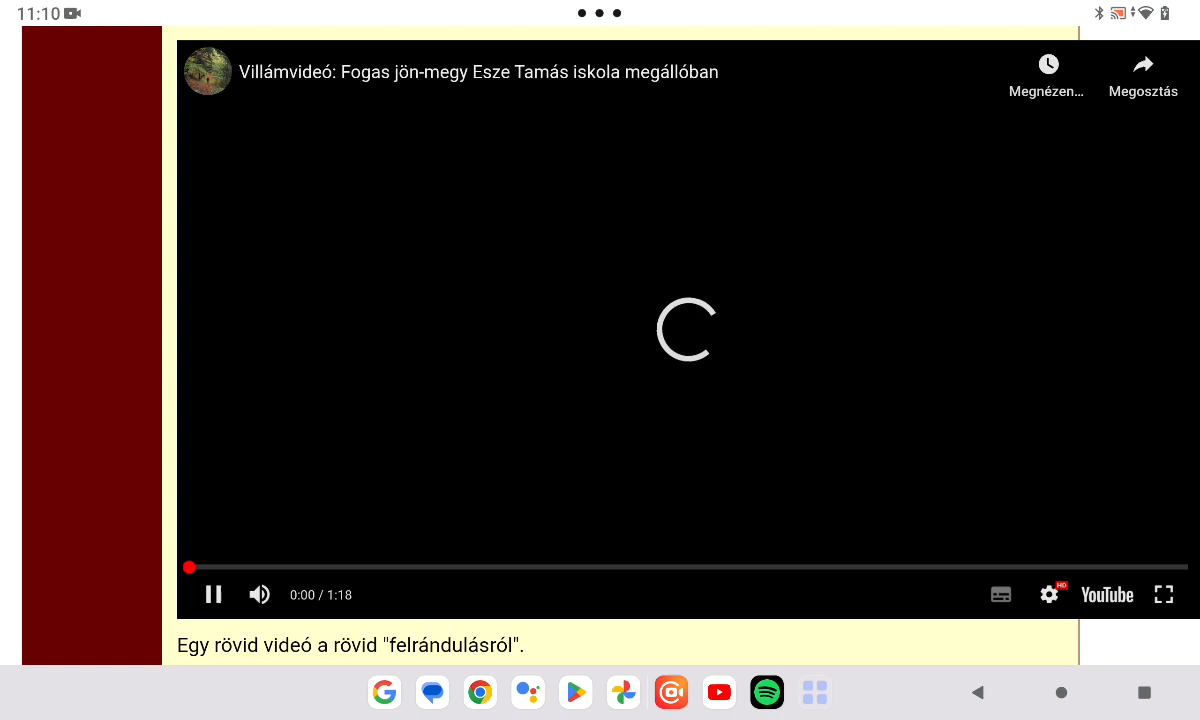 11:10
Villámvideó: Fogas jön-megy Esze Tamás iskola megállóban
Megnézen...
Megosztás
0:00 / 1:18
HD
YouTube
Egy rövid videó a rövid "felrándulásról".